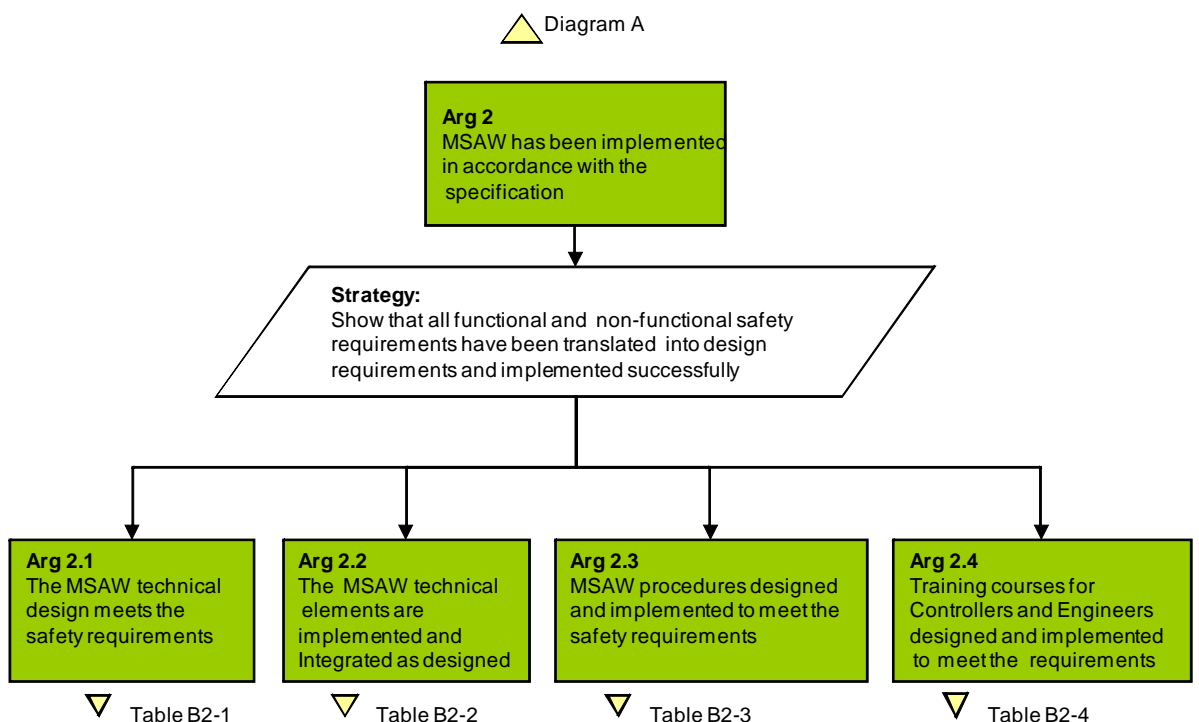 Diagram A
Arg 2
MSAW has been implemented
in accordance with the
specification
Strategy:
Show that all functional and non-functional safety
requirements have been translated into design
requirements and implemented successfully
Arg 2.1
The MSAW technical
design meets the
safety requirements
Arg 2.2
The MSAW technical
elements are
implemented and
Integrated as designed
Arg 2.3
MSAW procedures designed
and implemented to meet the
safety requirements
Arg 2.4
Training courses for
Controllers and Engineers
designed and implemented
to meet the requirements
Table B2-1
Table B2-2
Table B2-3
Table B2-4